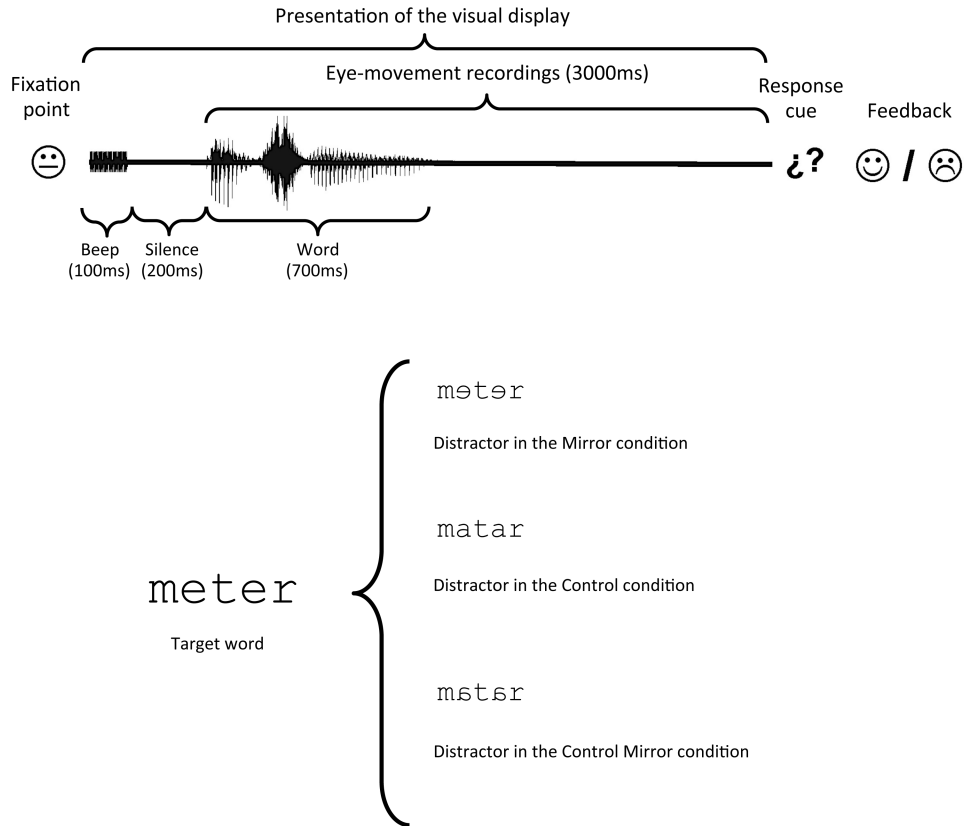 Presentation of the visual display
Eye-movement recordings (3000ms)
Fixation
point
Response
cue
Feedback
¿?
/
Beep
(100ms)
Silence
(200ms)
Word
(700ms)
mɘtɘr
Distractor in the Mirror condition
matar
Distractor in the Control condition
meter
Target word
mɒtɒr
Distractor in the Control Mirror condition